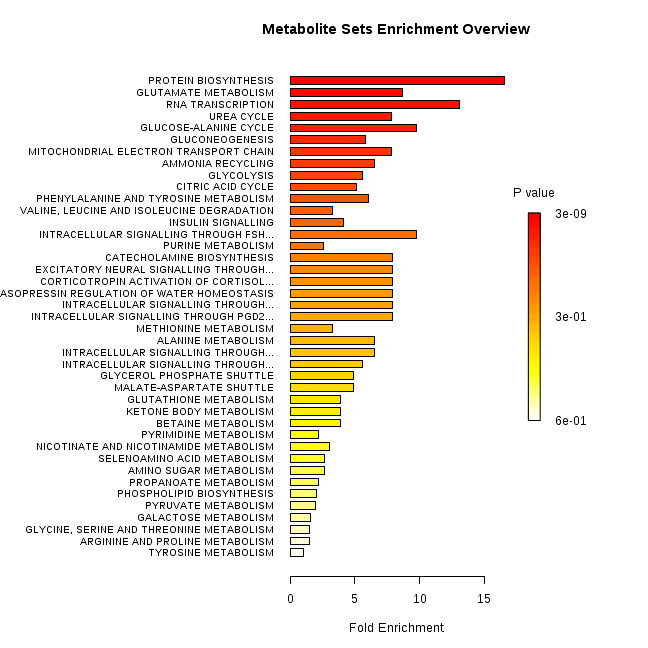 Metabolite Sets Enrichment Overview
PROTEIN BIOSYNTHESIS
GLUTAMATE METABOLISM
RNA TRANSCRIPTION
UREA CYCLE
GLUCOSE-ALANINE CYCLE
GLUCONEOGENESIS
MITOCHONDRIAL ELECTRON TRANSPORT CHAIN
AMMONIA RECYCLING
GLYCOLYSIS
CITRIC ACID CYCLE
PHENYLALANINE AND TYROSINE METABOLISM
VALINE, LEUCINE AND ISOLEUCINE DEGRADATION
INSULIN SIGNALLING
INTRACELLULAR SIGNALLING THROUGH FSH...
PURINE METABOLISM
CATECHOLAMINE BIOSYNTHESIS
EXCITATORY NEURAL SIGNALLING THROUGH...
CORTICOTROPIN ACTIVATION OF CORTISOL...
ASOPRESSIN REGULATION OF WATER HOMEOSTASIS
INTRACELLULAR SIGNALLING THROUGH...
INTRACELLULAR SIGNALLING THROUGH PGD2...
METHIONINE METABOLISM
ALANINE METABOLISM
INTRACELLULAR SIGNALLING THROUGH...
INTRACELLULAR SIGNALLING THROUGH...
GLYCEROL PHOSPHATE SHUTTLE
MALATE-ASPARTATE SHUTTLE
GLUTATHIONE METABOLISM
KETONE BODY METABOLISM
BETAINE METABOLISM
PYRIMIDINE METABOLISM
NICOTINATE AND NICOTINAMIDE METABOLISM
SELENOAMINO ACID METABOLISM
AMINO SUGAR METABOLISM
PROPANOATE METABOLISM
PHOSPHOLIPID BIOSYNTHESIS
PYRUVATE METABOLISM
GALACTOSE METABOLISM
GLYCINE, SERINE AND THREONINE METABOLISM
ARGININE AND PROLINE METABOLISM
TYROSINE METABOLISM
0 5 10 15
Fold Enrichment
P value
3e-09
3e-01
6e-01